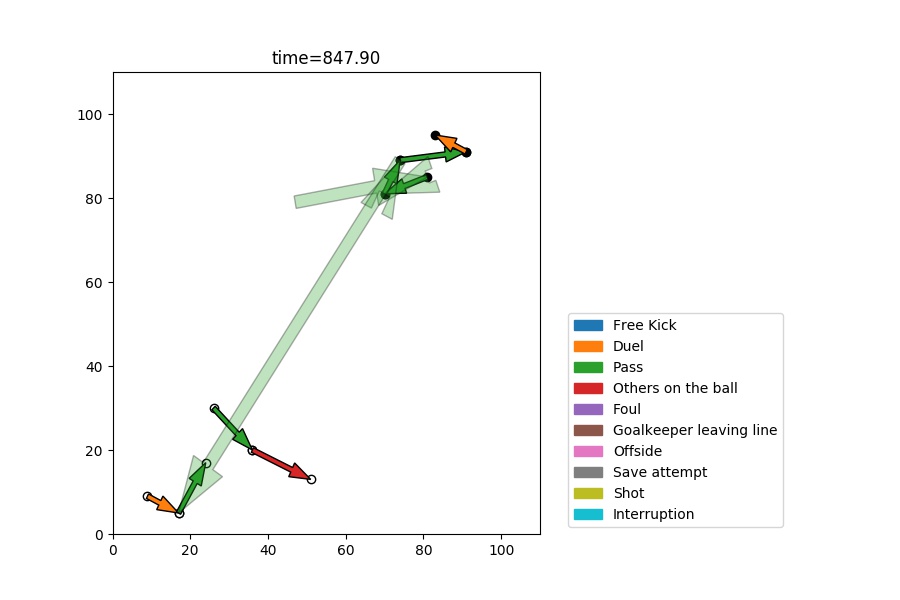 time=847.90
100
80
60
40
20
0
0 20 40 60 80 100
Free Kick
Duel
Pass
Others on the ball
Foul
Goalkeeper leaving line
Offside
Save attempt
Shot
Interruption